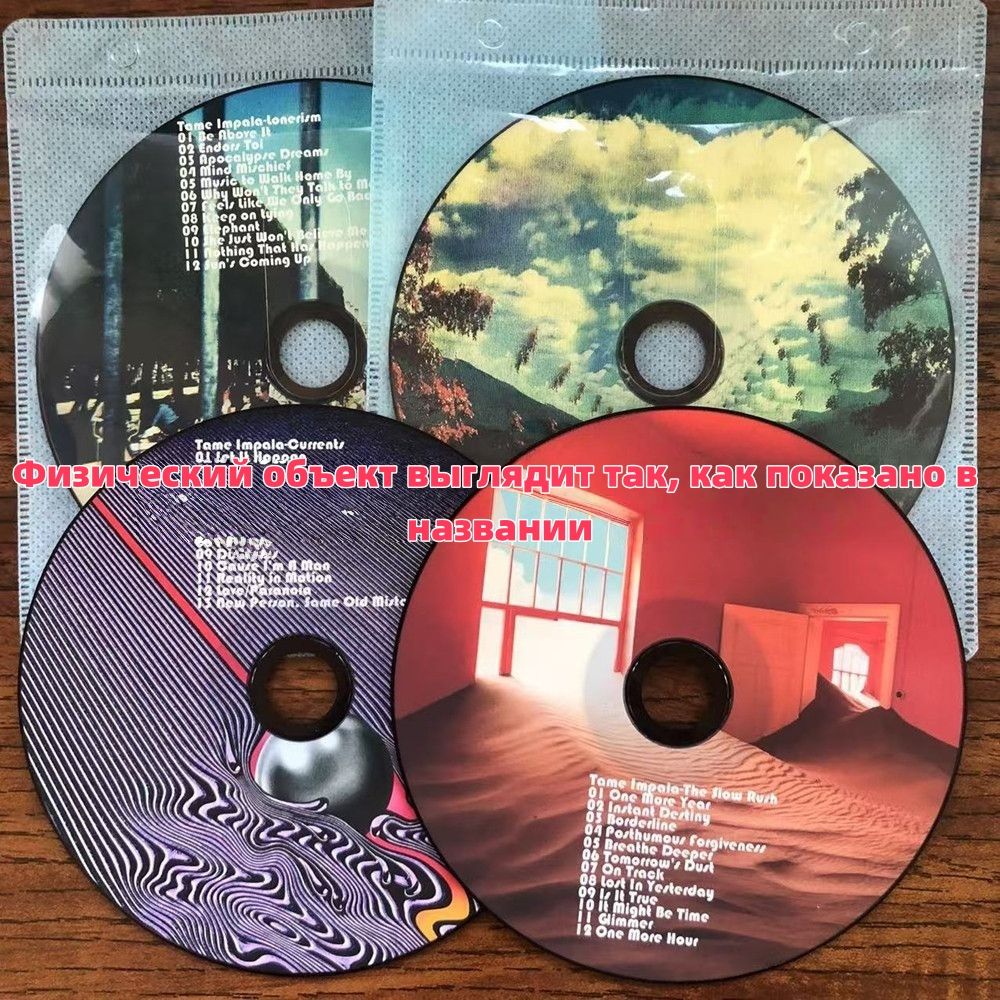 Tame Impala-Lonerism
01 Be Above It
02 Endors Toi
03 Apocalypse Dreams
04 Mind Mischief
05 Music to Walk Home By
06 Why Won't They Talk to
07 Feels Like We Only Go
08 Keep on Lying
09 Elephant
10 She Just Won't Believe Me
11 Nothing That Has
12 Sun's Coming Up
Tame Impala-Currents
01 Let It Happen
Физический объект выглядит так, как показано в
названии
09 Disciples
10 Cause I'm A Man
11 Reality in Motion
12 Love/Paranoia
13 New Person, Same Old
Tame Impala-The Slow Rush
01 One More Year
02 Instant Destiny
03 Borderline
04 Posthumous Forgiveness
05 Breathe Deeper
06 Tomorrow's Dust
07 On Track
08 Lost In Yesterday
09 Is It True
10 It Might Be Time
11 Glimmer
12 One More Hour